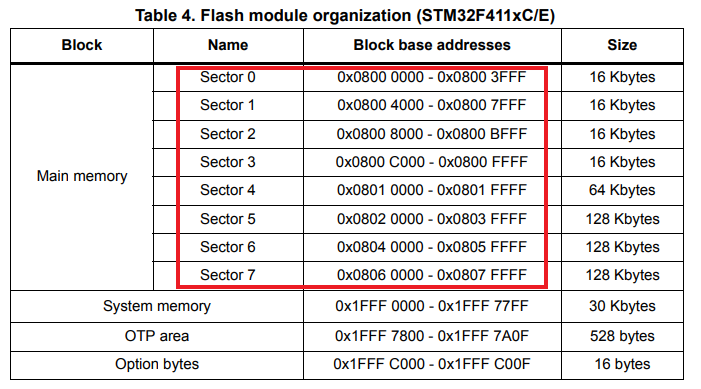 Table 4. Flash module organization (STM32F411xC/E)
Block Name Block base addresses Size
Sector 0 0x0800 0000 - 0x0800 3FFF 16 Kbytes
Sector 1 0x0800 4000 - 0x0800 7FFF 16 Kbytes
Sector 2 0x0800 8000 - 0x0800 BFFF 16 Kbytes
Sector 3 0x0800 C000 - 0x0800 FFFF 16 Kbytes
Main memory
Sector 4 0x0801 0000 - 0x0801 FFFF 64 Kbytes
Sector 5 0x0802 0000 - 0x0803 FFFF 128 Kbytes
Sector 6 0x0804 0000 - 0x0805 FFFF 128 Kbytes
Sector 7 0x0806 0000 - 0x0807 FFFF 128 Kbytes
System memory 0x1FFF 0000 - 0x1FFF 77FF 30 Kbytes
OTP area 0x1FFF 7800 - 0x1FFF 7A0F 528 bytes
Option bytes 0x1FFF C000 - 0x1FFF C00F 16 bytes